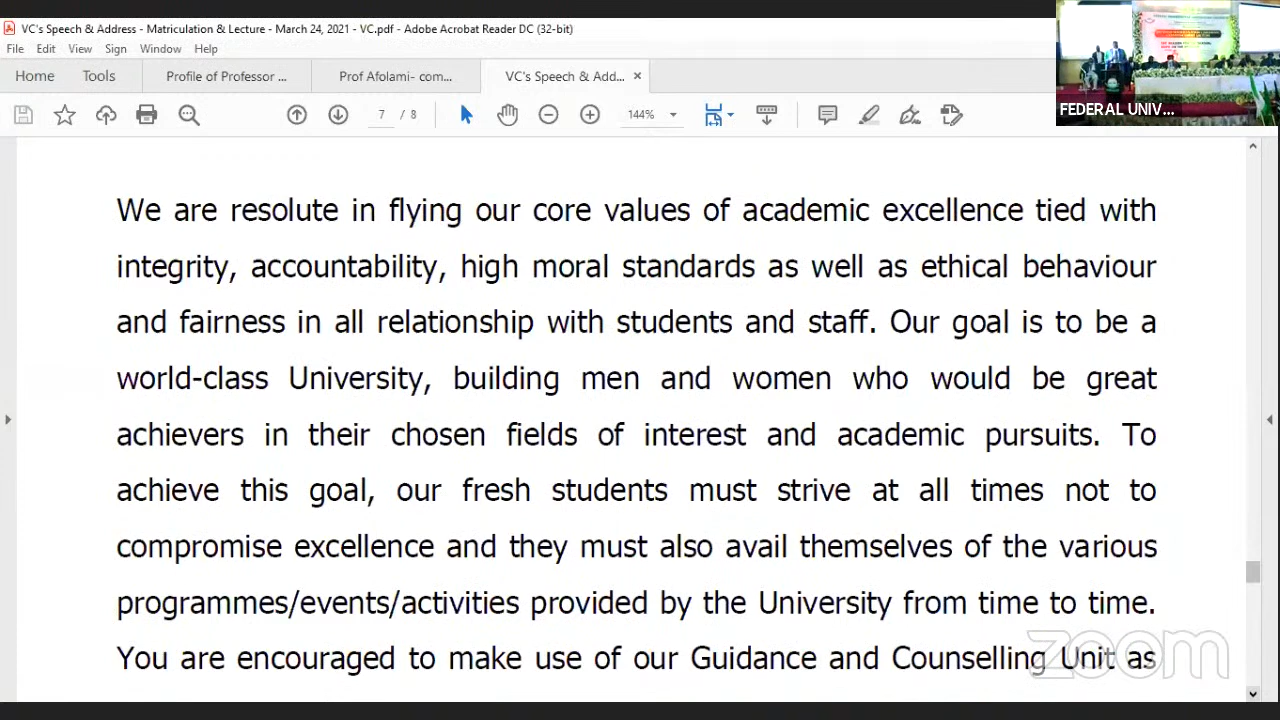 VC's Speech & Address - Matriculation & Lecture - March 24, 2021 - VC.pdf - Adobe Acrobat Reader DC (32-bit)
File Edit View Sign Window Help
Home Tools Profile of Professor ... Prof Afolami- com... VC's Speech & Add... ×
7 / 8 144%
FEDERAL UNIV...
We are resolute in flying our core values of academic excellence tied with
integrity, accountability, high moral standards as well as ethical behaviour
and fairness in all relationship with students and staff. Our goal is to be a
world-class University, building men and women who would be great
achievers in their chosen fields of interest and academic pursuits. To
achieve this goal, our fresh students must strive at all times not to
compromise excellence and they must also avail themselves of the various
programmes/events/activities provided by the University from time to time.
You are encouraged to make use of our Guidance and Counselling Unit as
zoom